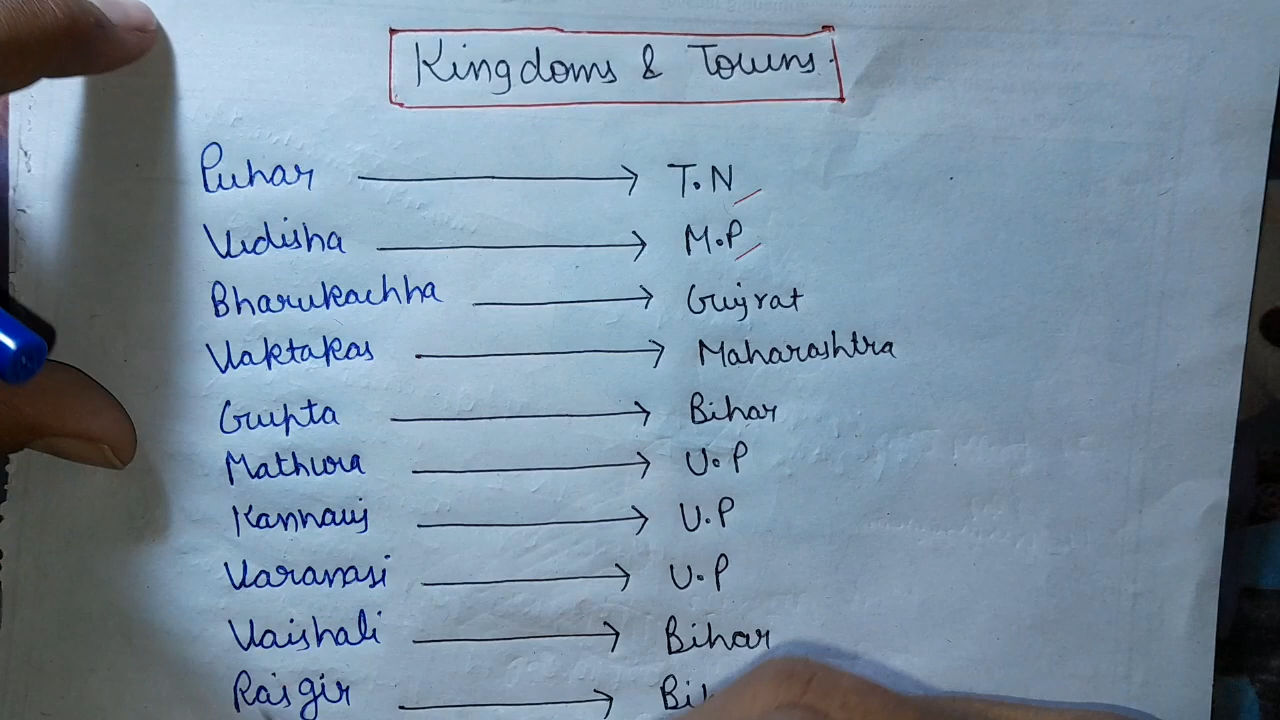 Kingdoms & Towns.
Puhar → T.N
Vidisha → M.P
Bharukachha → Gujrat
Vaktakas → Maharashtra
Gupta → Bihar
Mathura → U.P
Kannauj → U.P
Varanasi → U.P
Vaishali → Bihar
Rajgir →